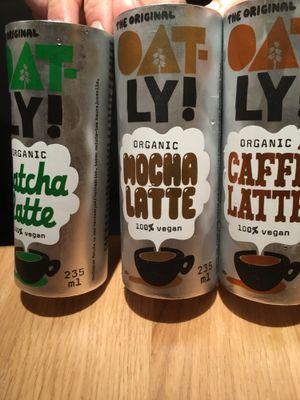 THE ORIGINAL
OAT-
LY!
ORGANIC
Matcha
Latte
100% vegan
235
ml
THE ORIGINAL
OAT-
LY!
ORGANIC
MOCHA
LATTE
100% vegan
235
ml
THE ORIGINAL
OAT-
LY!
ORGANIC
CAFFE
LATTE
100% vegan